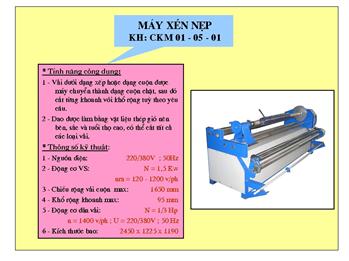 MÁY XÉN NẸP
KH: CKM 01 - 05 - 01
* Tính năng công dụng:
1 - Vải dưới dạng xếp hoặc dạng cuộn được
máy chuyển thành dạng cuộn chặt, sau đó
cắt từng khoanh với khổ rộng tuỳ theo yêu
cầu.
2 - Dao được làm bằng vật liệu thép gió nên
bén, sắc và tuổi thọ cao, có thể cắt tất cả
các loại vải.
* Thông số kỹ thuật:
1 - Nguồn điện: 220/380V ; 50Hz
2 - Động cơ VS: N = 1,5 Kw
nra = 120 - 1200 v/ph
3 - Chiều rộng vải cuộn max: 1650 mm
4 - Khổ rộng khoanh max: 95 mm
5 - Động cơ đùn vải: N = 1/3 Hp
n = 1400 v/ph ; U = 220/380V ; 50 Hz
6 - Kích thước bao: 2450 x 1225 x 1190